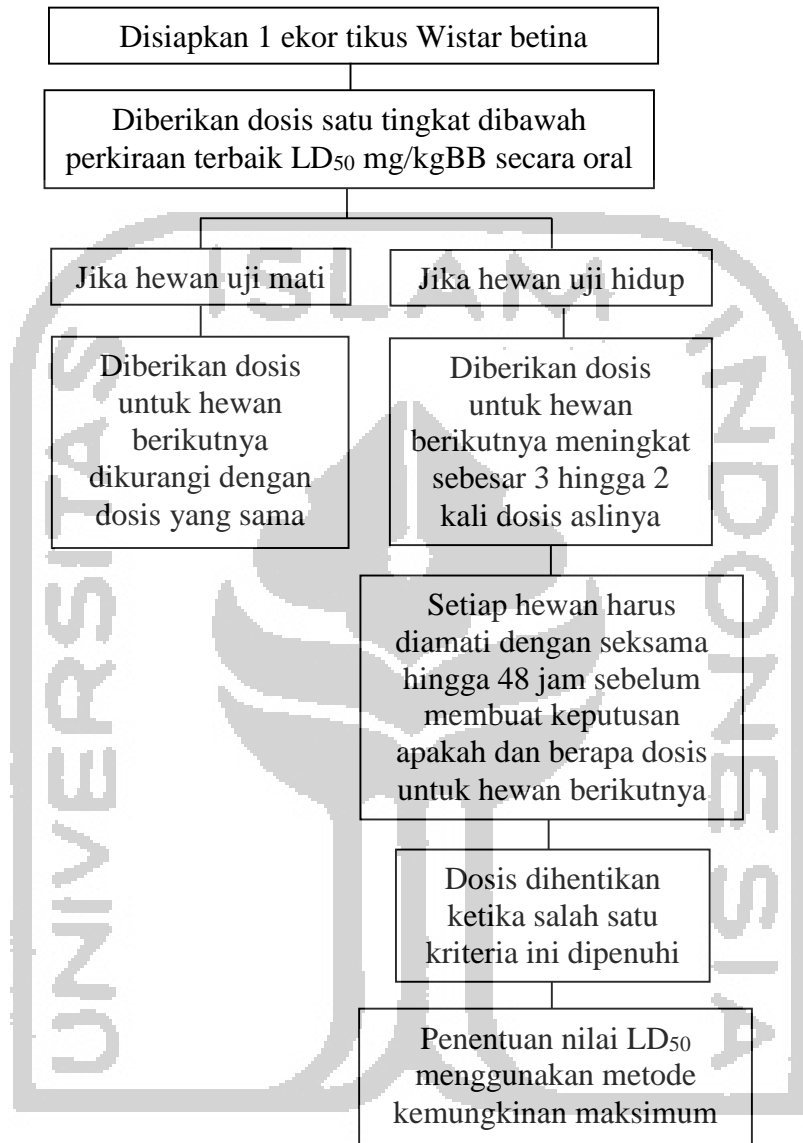 Disiapkan 1 ekor tikus Wistar betina
Diberikan dosis satu tingkat dibawah
perkiraan terbaik LD₅₀ mg/kgBB secara oral
Jika hewan uji mati
Jika hewan uji hidup
Diberikan dosis
untuk hewan
berikutnya
dikurangi dengan
dosis yang sama
Diberikan dosis
untuk hewan
berikutnya meningkat
sebesar 3 hingga 2
kali dosis aslinya
Setiap hewan harus
diamati dengan seksama
hingga 48 jam sebelum
membuat keputusan
apakah dan berapa dosis
untuk hewan berikutnya
Dosis dihentikan
ketika salah satu
kriteria ini dipenuhi
Penentuan nilai LD₅₀
menggunakan metode
kemungkinan maksimum
UNIVERSITAS
ISLAM
INDONESIA